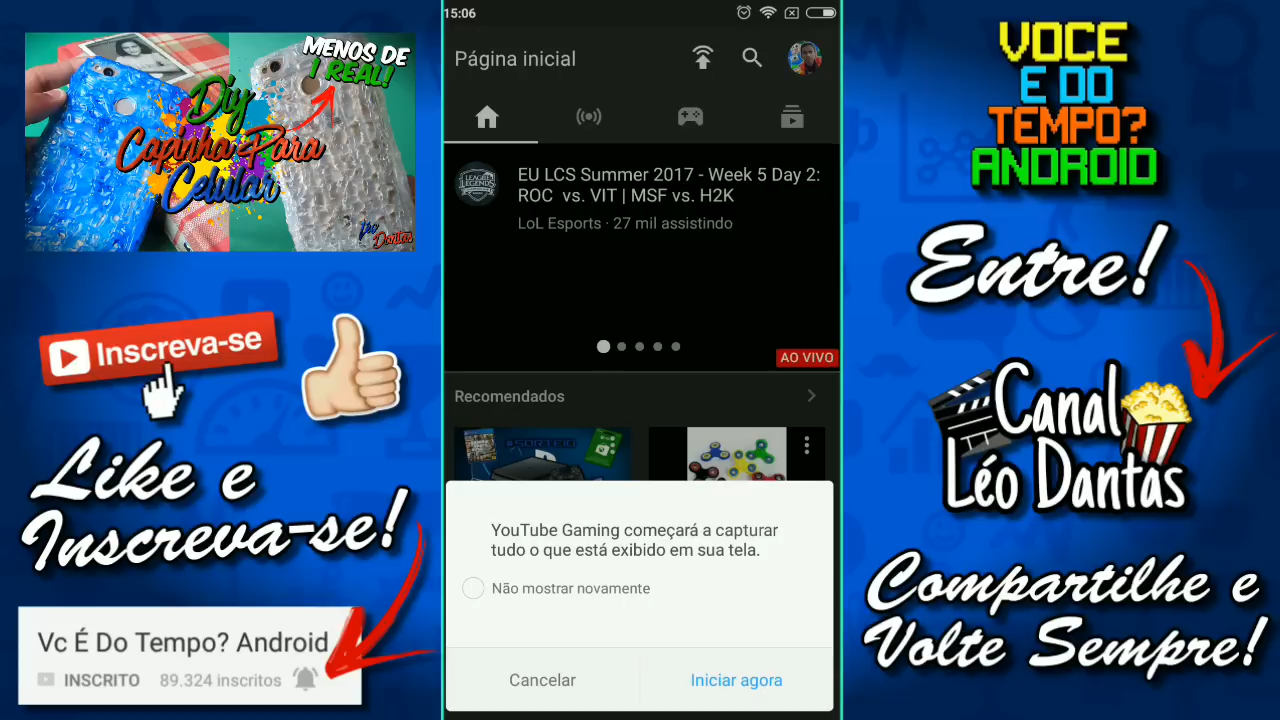 MENOS DE
1 REAL!
Diy
Capinha Para
Celular
Léo
Dantas
Inscreva-se
Like e
Inscreva-se!
Vc É Do Tempo? Android
INSCRITO 89.324 inscritos
15:06
Página inicial
LEAGUE LEGENDS
EU LCS Summer 2017 - Week 5 Day 2:
ROC vs. VIT | MSF vs. H2K
LoL Esports · 27 mil assistindo
AO VIVO
Recomendados
#SORTEIO
YouTube Gaming começará a capturar
tudo o que está exibido em sua tela.
Não mostrar novamente
Cancelar
Iniciar agora
VOCE
E DO
TEMPO?
ANDROID
Entre!
Canal
Léo Dantas
Compartilhe e
Volte Sempre!